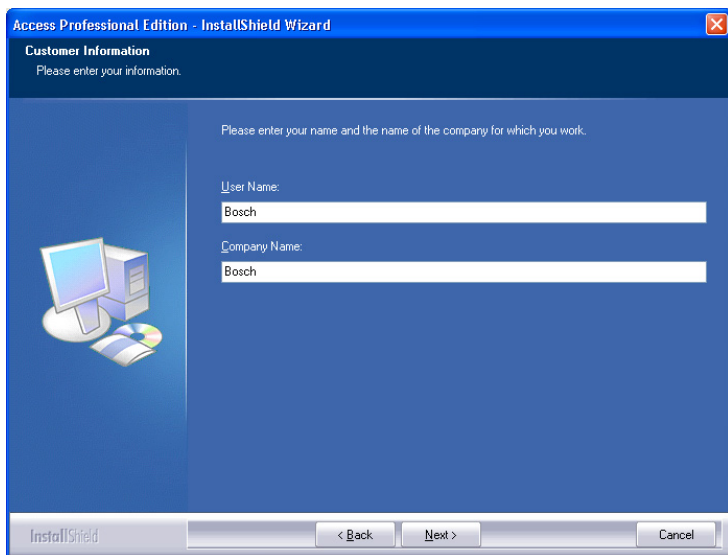 Access Professional Edition - InstallShield Wizard
Customer Information
Please enter your information.
Please enter your name and the name of the company for which you work.
User Name:
Bosch
Company Name:
Bosch
InstallShield
< Back
Next >
Cancel